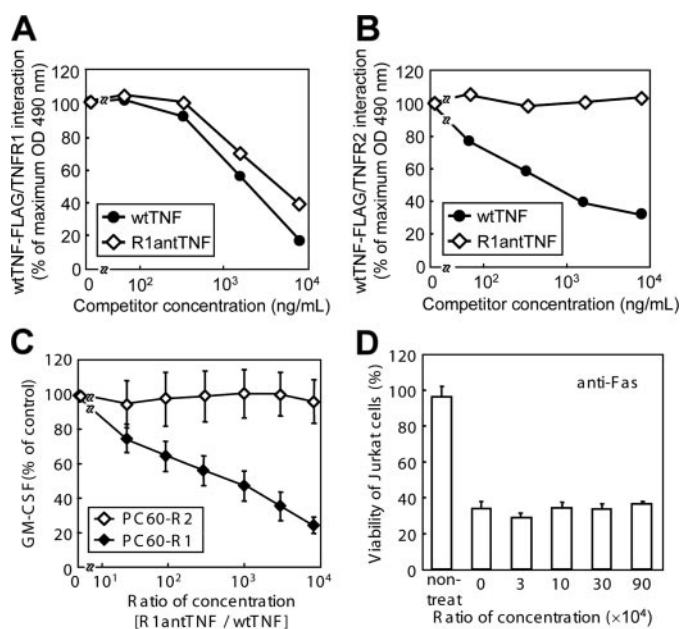 A
wtTNF-FLAG/TNFR1 interaction
(% of maximum OD 490 nm)
120
100
80
60
40
20
0
wtTNF
R1antTNF
0
10²
10³
10⁴
Competitor concentration (ng/mL)
B
wtTNF-FLAG/TNFR2 interaction
(% of maximum OD 490 nm)
120
100
80
60
40
20
0
wtTNF
R1antTNF
0
10²
10³
10⁴
Competitor concentration (ng/mL)
C
GM-CSF (% of control)
120
100
80
60
40
20
0
PC60-R2
PC60-R1
0
10¹
10²
10³
10⁴
Ratio of concentration
[R1antTNF / wtTNF]
D
Viability of Jurkat cells (%)
120
100
80
60
40
20
0
anti-Fas
non-
treat
0
3
10
30
90
Ratio of concentration (×10⁴)